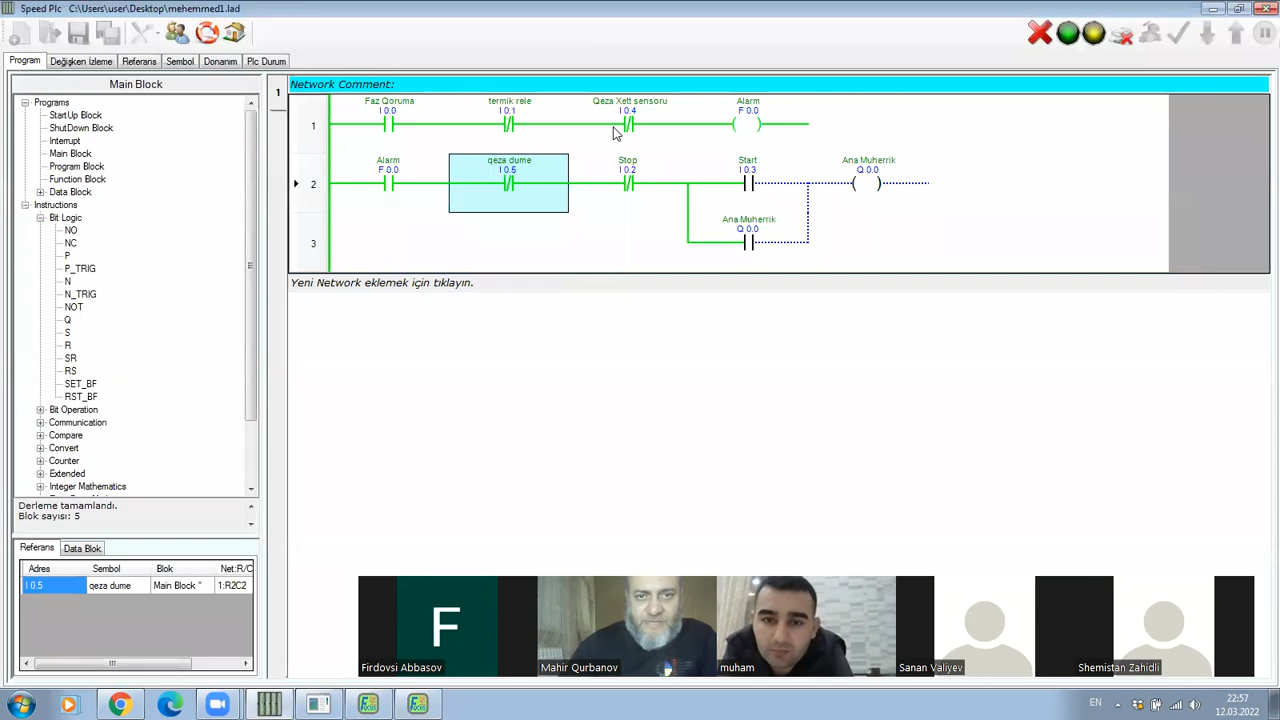 Speed Plc   C:\Users\user\Desktop\mehemmed1.lad
Program
Değişken İzleme
Referans
Sembol
Donanım
Plc Durum
Main Block
Programs
StartUp Block
ShutDown Block
Interrupt
Main Block
Program Block
Function Block
Data Block
Instructions
Bit Logic
NO
NC
P
P_TRIG
N
N_TRIG
NOT
Q
S
R
SR
RS
SET_BF
RST_BF
Bit Operation
Communication
Compare
Convert
Counter
Extended
Integer Mathematics
Derleme tamamlandı.
Blok sayısı: 5
Referans
Data Blok
Adres Sembol Blok Net:R/C
I 0.5 qeza dume Main Block " 1:R2C2
1
Network Comment:
Faz Qoruma termik rele Qeza Xett sensoru Alarm
I 0.0 I 0.1 I 0.4 F 0.0
1
Alarm qeza dume Stop Start Ana Muherrik
F 0.0 I 0.5 I 0.2 I 0.3 Q 0.0
2
Ana Muherrik
Q 0.0
3
Yeni Network eklemek için tıklayın.
F
Firdovsi Abbasov
Mahir Qurbanov
muham
Sanan Valiyev
Shemistan Zahidli
EN
22:57
12.03.2022